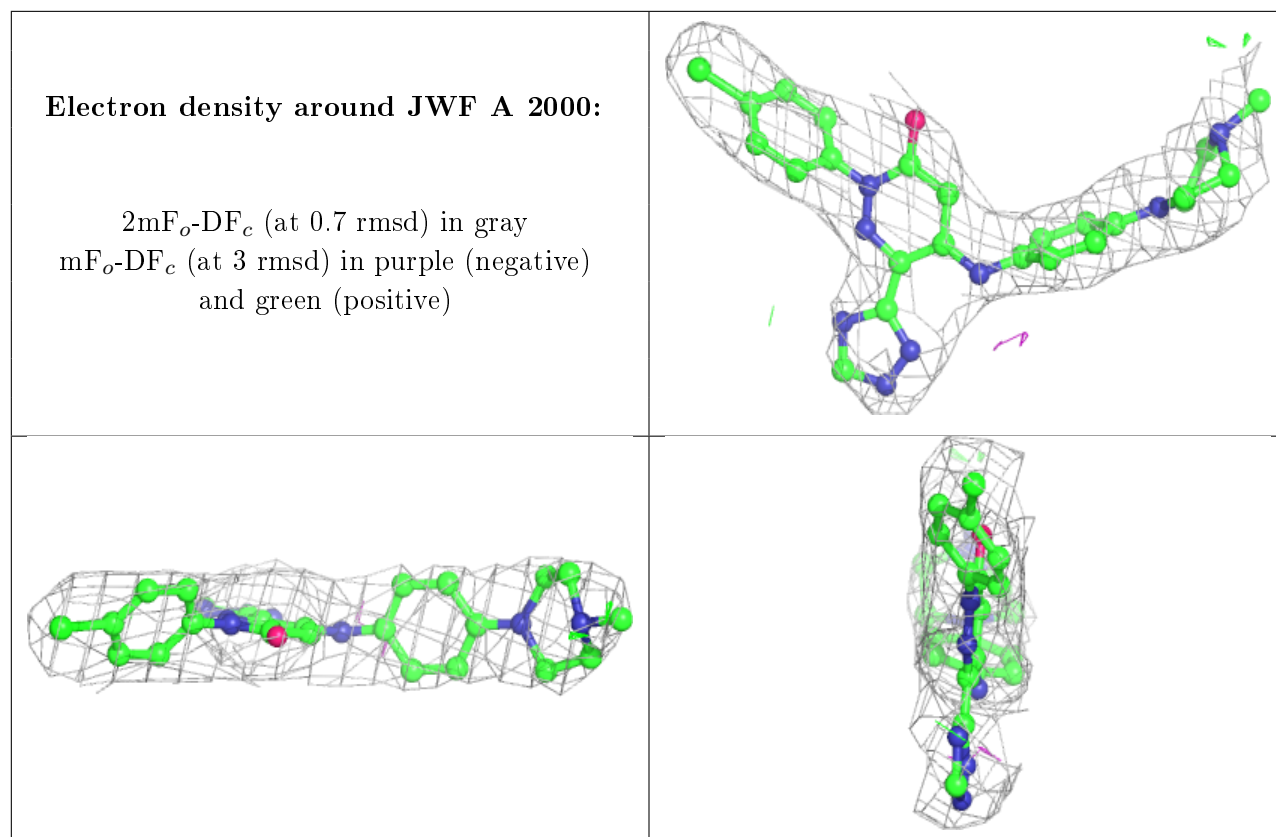 Electron density around JWF A 2000:
2mFo-DFc (at 0.7 rmsd) in gray
mFo-DFc (at 3 rmsd) in purple (negative)
and green (positive)